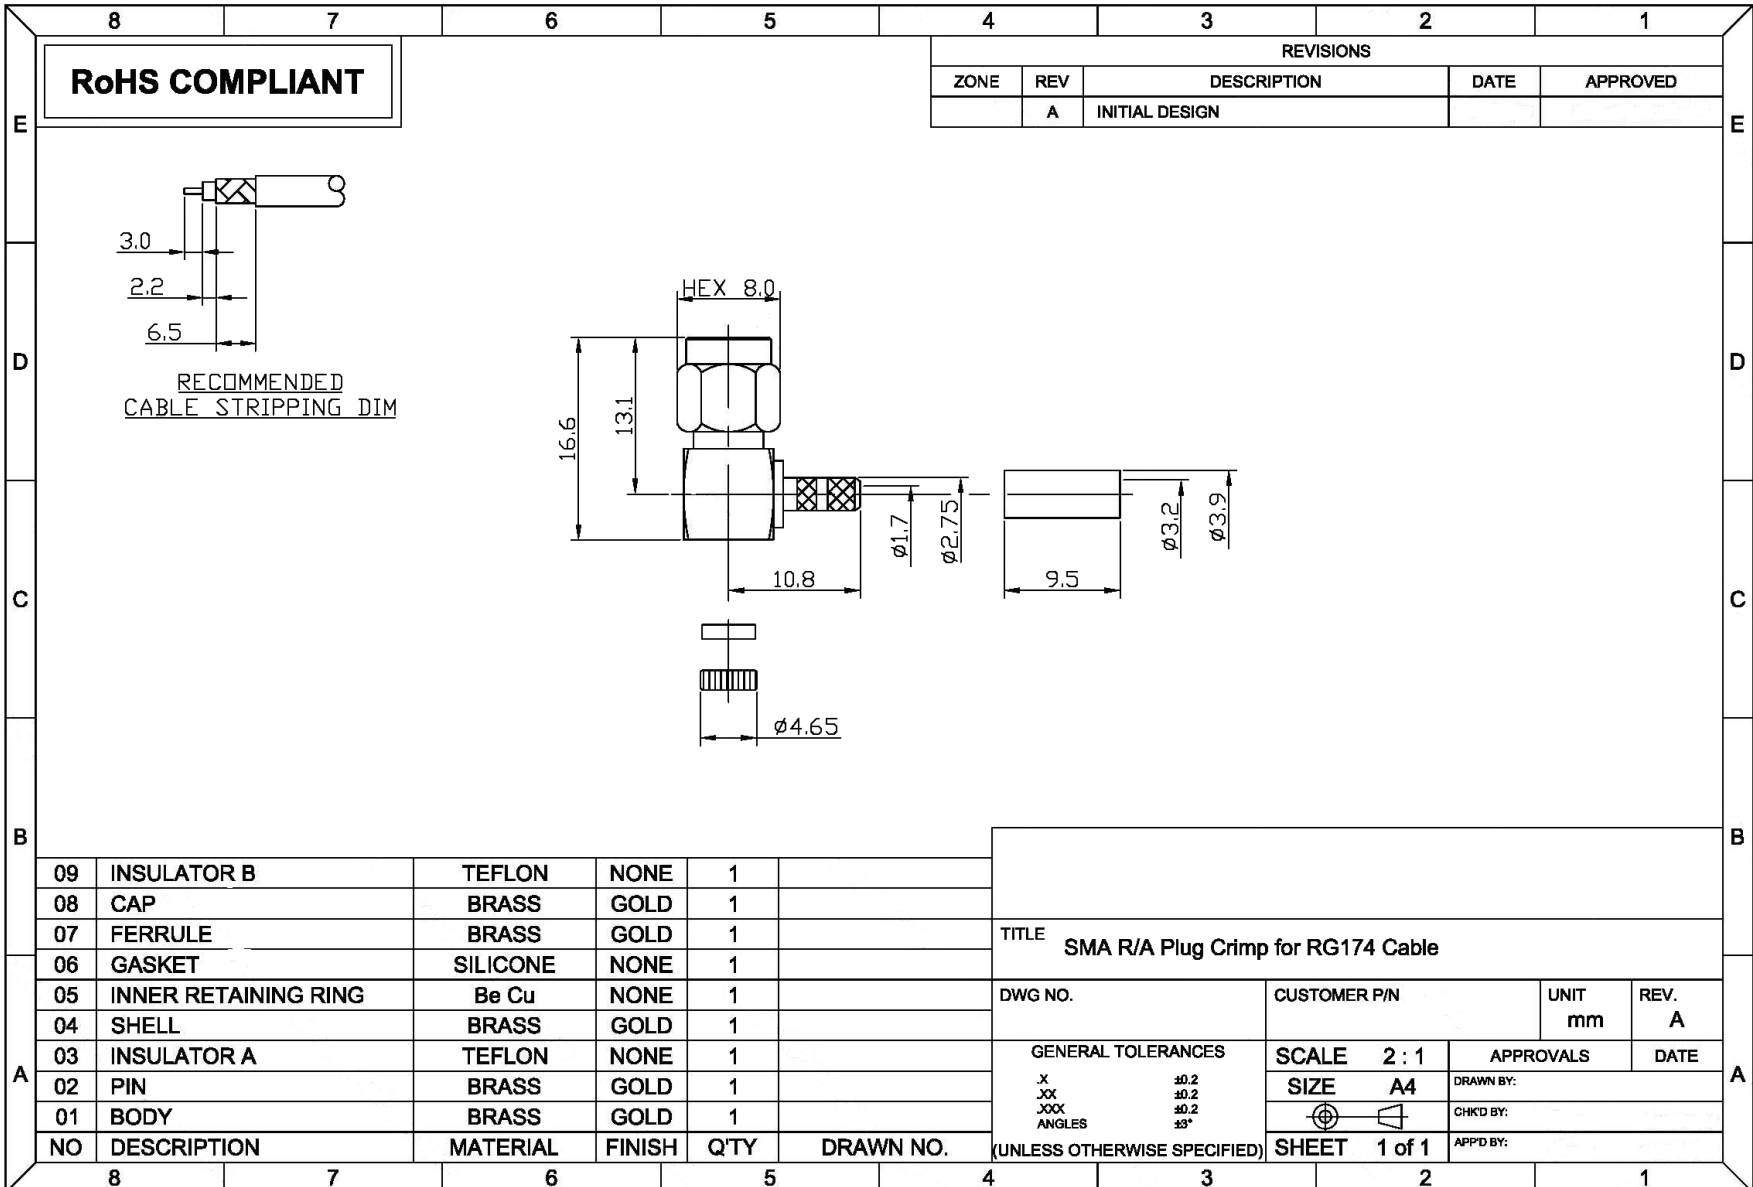 8 7 6 5 4 3 2 1
RoHS COMPLIANT
REVISIONS
ZONE REV DESCRIPTION DATE APPROVED
A INITIAL DESIGN
E E
3.0
2.2
6.5
RECOMMENDED
CABLE STRIPPING DIM
D D
HEX 8.0
16.6
13.1
ø1.7
ø2.75
10.8
ø3.2
ø3.9
9.5
C C
ø4.65
B B
09 INSULATOR B TEFLON NONE 1
08 CAP BRASS GOLD 1
07 FERRULE BRASS GOLD 1
06 GASKET SILICONE NONE 1
05 INNER RETAINING RING Be Cu NONE 1
04 SHELL BRASS GOLD 1
03 INSULATOR A TEFLON NONE 1
02 PIN BRASS GOLD 1
01 BODY BRASS GOLD 1
NO DESCRIPTION MATERIAL FINISH Q'TY DRAWN NO.
TITLE SMA R/A Plug Crimp for RG174 Cable
DWG NO. CUSTOMER P/N UNIT REV.
mm A
GENERAL TOLERANCES
.X ±0.2
.XX ±0.2
.XXX ±0.2
ANGLES ±3°
(UNLESS OTHERWISE SPECIFIED)
SCALE 2 : 1
SIZE A4
SHEET 1 of 1
APPROVALS DATE
DRAWN BY:
CHK'D BY:
APP'D BY:
A A
8 7 6 5 4 3 2 1